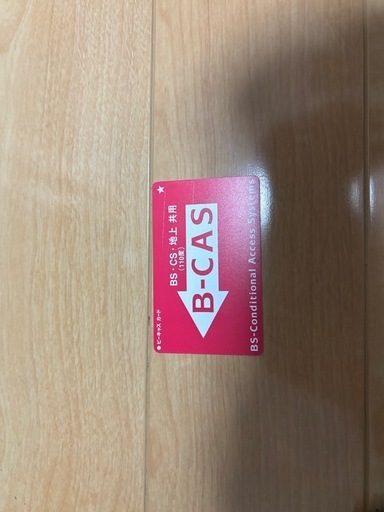 ★
BS・CS・地上 共用
(110度)
B-CAS
BS-Conditional Access Systems
● ビーキャス カード